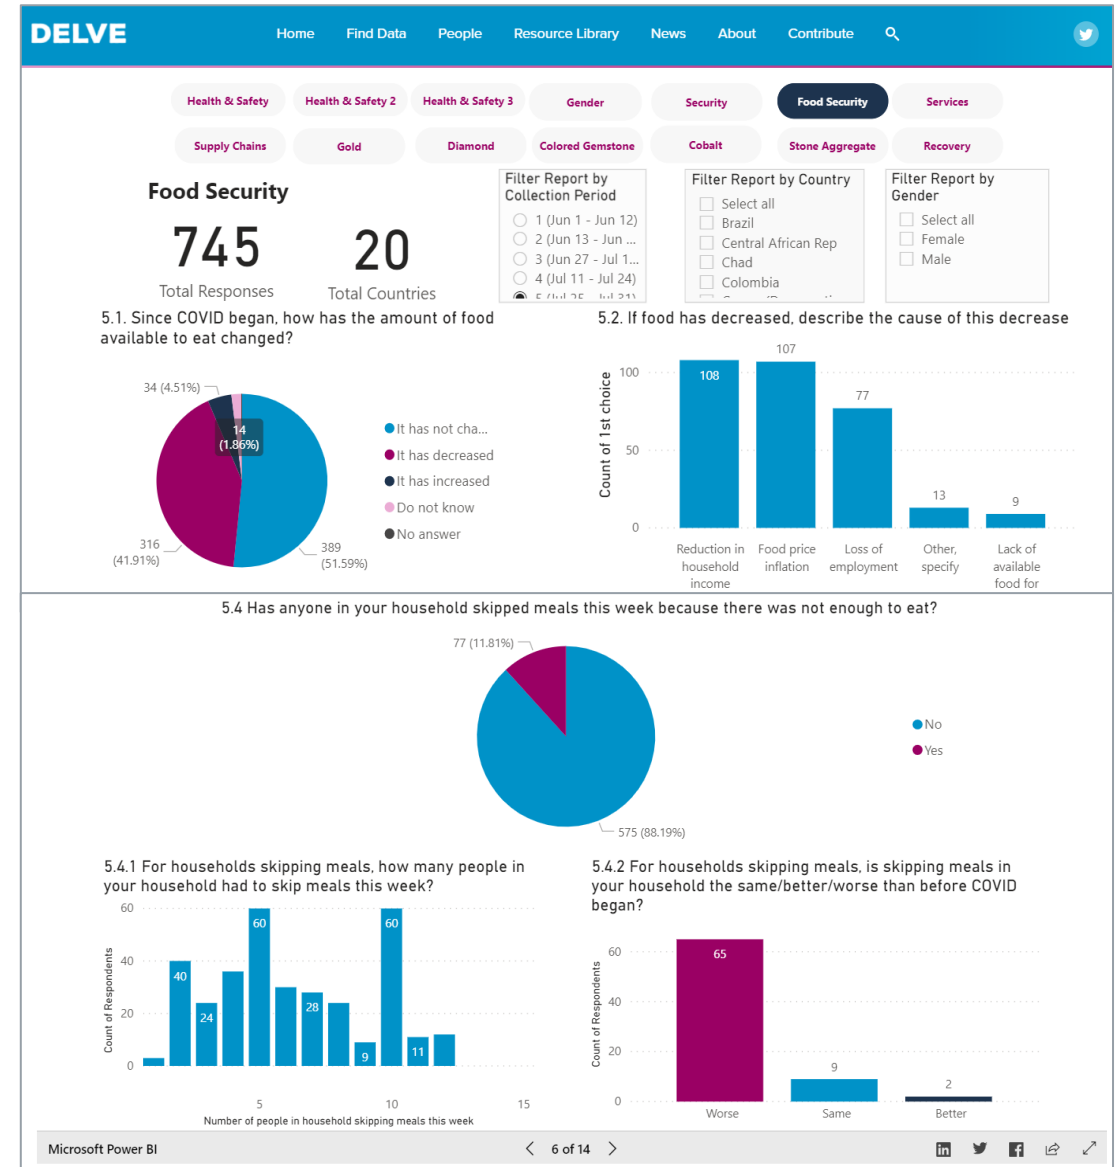 DELVE
Home Find Data People Resource Library News About Contribute
Health & Safety Health & Safety 2 Health & Safety 3 Gender Security Food Security Services
Supply Chains Gold Diamond Colored Gemstone Cobalt Stone Aggregate Recovery
Food Security
745
Total Responses
20
Total Countries
Filter Report by
Collection Period
1 (Jun 1 - Jun 12)
2 (Jun 13 - Jun ...
3 (Jun 27 - Jul 1...
4 (Jul 11 - Jul 24)
5 (Jul 25 - Jul 31)
Filter Report by Country
Select all
Brazil
Central African Rep
Chad
Colombia
Filter Report by
Gender
Select all
Female
Male
5.1. Since COVID began, how has the amount of food
available to eat changed?
34 (4.51%)
14
(1.86%)
316
(41.91%)
389
(51.59%)
It has not cha...
It has decreased
It has increased
Do not know
No answer
5.2. If food has decreased, describe the cause of this decrease
Count of 1st choice
100
50
0
108
107
77
13
9
Reduction in
household
income
Food price
inflation
Loss of
employment
Other,
specify
Lack of
available
food for
5.4 Has anyone in your household skipped meals this week because there was not enough to eat?
77 (11.81%)
575 (88.19%)
No
Yes
5.4.1 For households skipping meals, how many people in
your household had to skip meals this week?
Count of Respondents
60
40
20
0
40
24
60
28
9
60
11
5 10 15
Number of people in household skipping meals this week
5.4.2 For households skipping meals, is skipping meals in
your household the same/better/worse than before COVID
began?
Count of Respondents
60
40
20
0
65
9
2
Worse Same Better
Microsoft Power BI
6 of 14